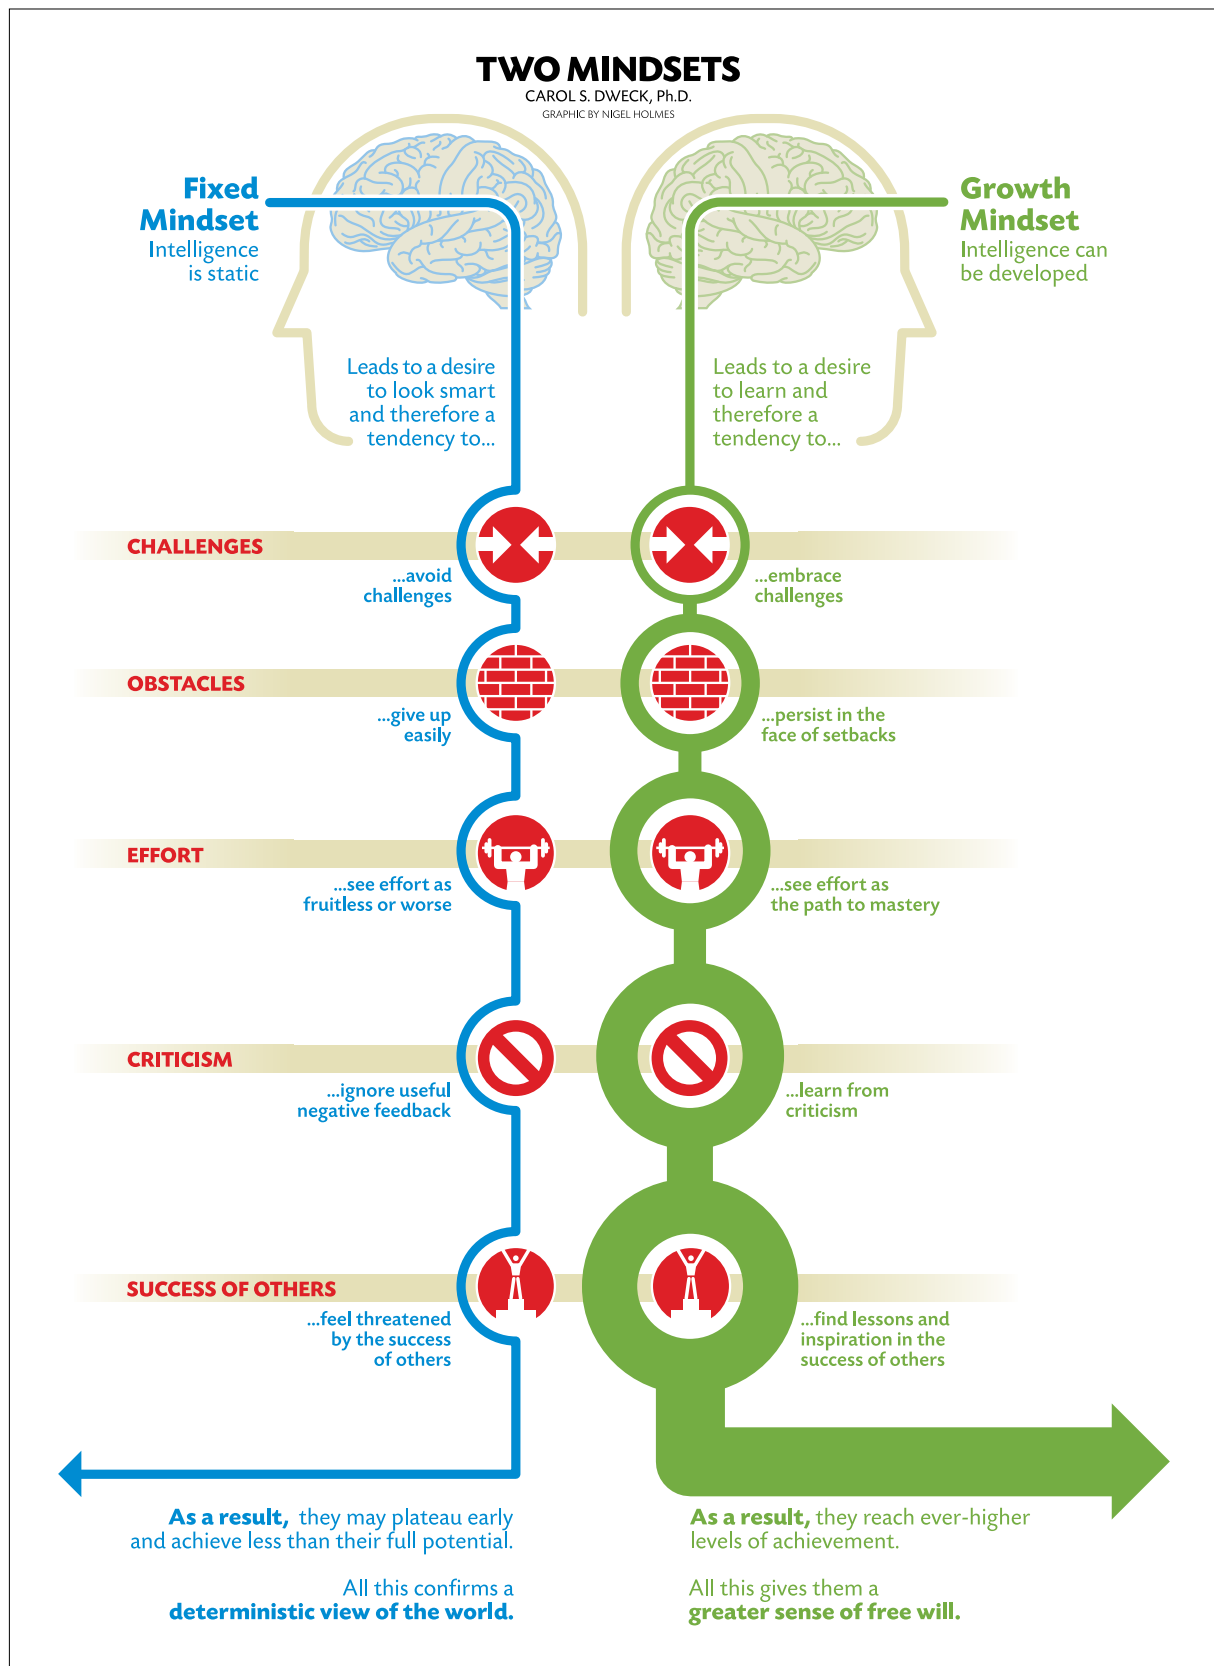 TWO MINDSETS
CAROL S. DWECK, Ph.D.
GRAPHIC BY NIGEL HOLMES
Fixed
Mindset
Intelligence
is static
Growth
Mindset
Intelligence can
be developed
Leads to a desire
to look smart
and therefore a
tendency to...
Leads to a desire
to learn and
therefore a
tendency to...
CHALLENGES
...avoid
challenges
...embrace
challenges
OBSTACLES
...give up
easily
...persist in the
face of setbacks
EFFORT
...see effort as
fruitless or worse
...see effort as
the path to mastery
CRITICISM
...ignore useful
negative feedback
...learn from
criticism
SUCCESS OF OTHERS
...feel threatened
by the success
of others
...find lessons and
inspiration in the
success of others
As a result, they may plateau early
and achieve less than their full potential.
All this confirms a
deterministic view of the world.
As a result, they reach ever-higher
levels of achievement.
All this gives them a
greater sense of free will.